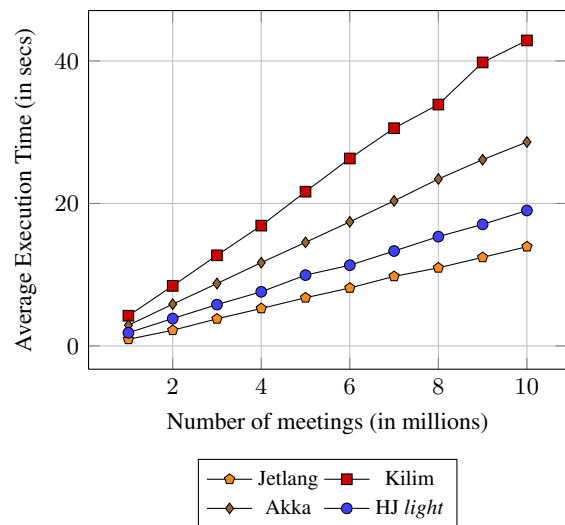 Average Execution Time (in secs)
40
20
0
2 4 6 8 10
Number of meetings (in millions)
Jetlang Kilim
Akka HJ light